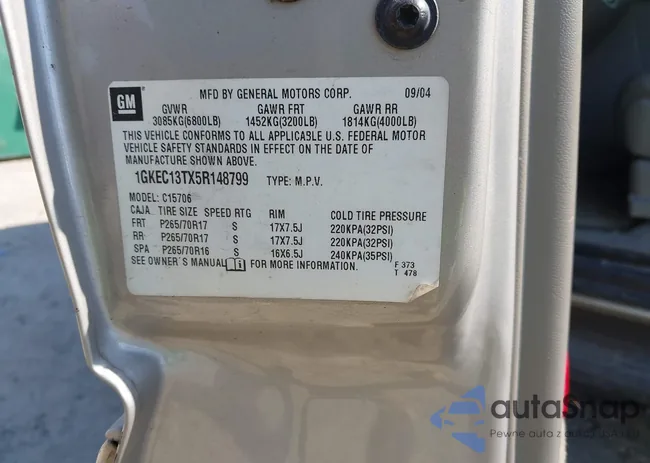 GM
MFD BY GENERAL MOTORS CORP. 09/04
GVWR GAWR FRT GAWR RR
3085KG(6800LB) 1452KG(3200LB) 1814KG(4000LB)
THIS VEHICLE CONFORMS TO ALL APPLICABLE U.S. FEDERAL MOTOR
VEHICLE SAFETY STANDARDS IN EFFECT ON THE DATE OF
MANUFACTURE SHOWN ABOVE.
1GKEC13TX5R148799 TYPE: M.P.V.
MODEL: C15706
CAJA TIRE SIZE SPEED RTG RIM COLD TIRE PRESSURE
FRT P265/70R17 S 17X7.5J 220KPA(32PSI)
RR P265/70R17 S 17X7.5J 220KPA(32PSI)
SPA P265/70R16 S 16X6.5J 240KPA(35PSI)
SEE OWNER'S MANUAL FOR MORE INFORMATION.
F 373
T 478
autaSnap
Pewne auta z